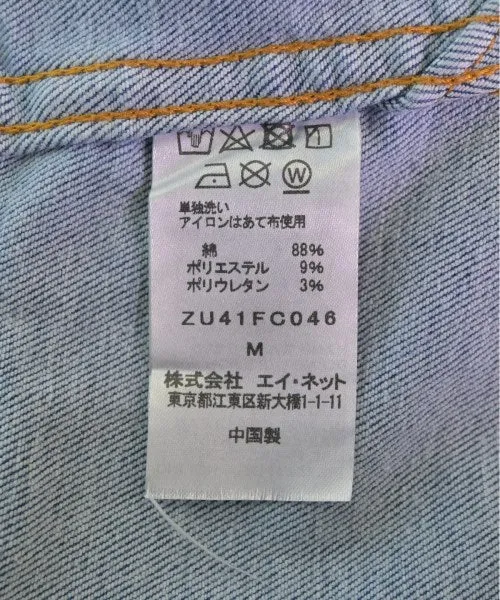 W
単独洗い
アイロンはあて布使用
綿 88%
ポリエステル 9%
ポリウレタン 3%
ZU41FC046
M
株式会社 エイ・ネット
東京都江東区新大橋1-1-11
中国製